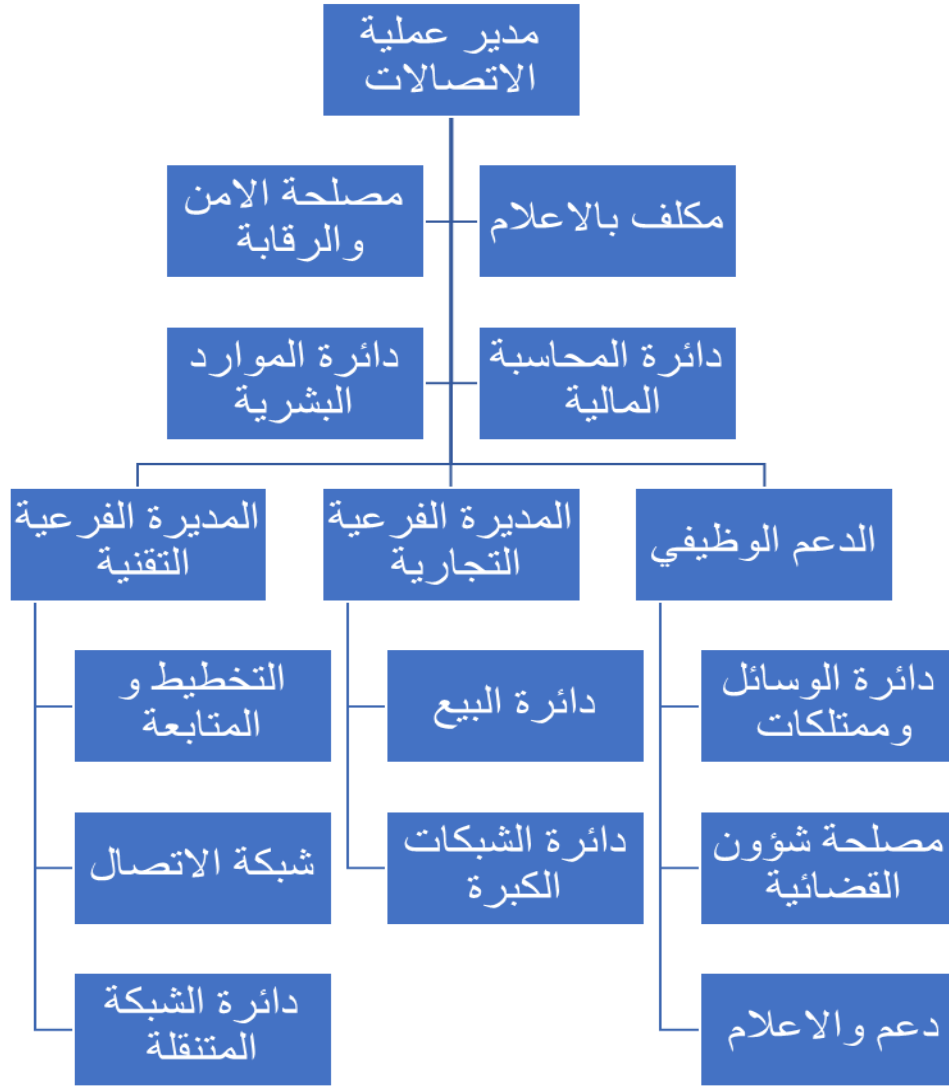 مدير عملية
الاتصالات
مكلف بالاعلام
مصلحة الامن
والرقابة
دائرة المحاسبة
المالية
دائرة الموارد
البشرية
الدعم الوظيفي
المديرة الفرعية
التجارية
المديرة الفرعية
التقنية
دائرة الوسائل
وممتلكات
مصلحة شؤون
القضائية
دعم والاعلام
دائرة البيع
دائرة الشبكات
الكبرة
التخطيط و
المتابعة
شبكة الاتصال
دائرة الشبكة
المتنقلة